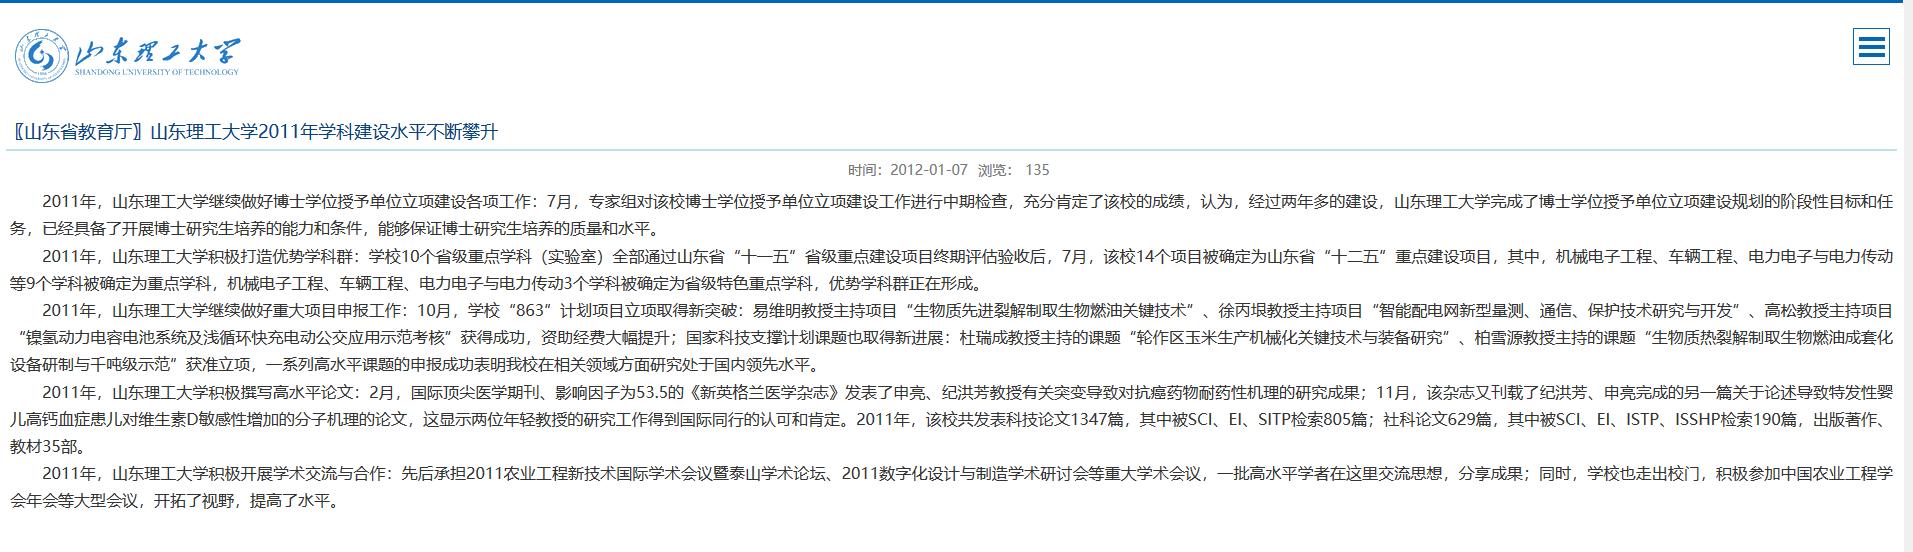 山东理工大学
SHANDONG UNIVERSITY OF TECHNOLOGY
〖山东省教育厅〗山东理工大学2011年学科建设水平不断攀升
时间：2012-01-07 浏览： 135
2011年，山东理工大学继续做好博士学位授予单位立项建设各项工作：7月，专家组对该校博士学位授予单位立项建设工作进行中期检查，充分肯定了该校的成绩，认为，经过两年多的建设，山东理工大学完成了博士学位授予单位立项建设规划的阶段性目标和任
务，已经具备了开展博士研究生培养的能力和条件，能够保证博士研究生培养的质量和水平。
2011年，山东理工大学积极打造优势学科群：学校10个省级重点学科（实验室）全部通过山东省“十一五”省级重点建设项目终期评估验收后，7月，该校14个项目被确定为山东省“十二五”重点建设项目，其中，机械电子工程、车辆工程、电力电子与电力传动
等9个学科被确定为重点学科，机械电子工程、车辆工程、电力电子与电力传动3个学科被确定为省级特色重点学科，优势学科群正在形成。
2011年，山东理工大学继续做好重大项目申报工作：10月，学校“863”计划项目立项取得新突破：易维明教授主持项目“生物质先进裂解制取生物燃油关键技术”、徐丙垠教授主持项目“智能配电网新型量测、通信、保护技术研究与开发”、高松教授主持项目
“镍氢动力电容电池系统及浅循环快充电动公交应用示范考核”获得成功，资助经费大幅提升；国家科技支撑计划课题也取得新进展：杜瑞成教授主持的课题“轮作区玉米生产机械化关键技术与装备研究”、柏雪源教授主持的课题“生物质热裂解制取生物燃油成套化
设备研制与千吨级示范”获准立项，一系列高水平课题的申报成功表明我校在相关领域方面研究处于国内领先水平。
2011年，山东理工大学积极撰写高水平论文：2月，国际顶尖医学期刊、影响因子为53.5的《新英格兰医学杂志》发表了申亮、纪洪芳教授有关突变导致对抗癌药物耐药性机理的研究成果；11月，该杂志又刊载了纪洪芳、申亮完成的另一篇关于论述导致特发性婴
儿高钙血症患儿对维生素D敏感性增加的分子机理的论文，这显示两位年轻教授的研究工作得到国际同行的认可和肯定。2011年，该校共发表科技论文1347篇，其中被SCI、EI、SITP检索805篇；社科论文629篇，其中被SCI、EI、ISTP、ISSHP检索190篇，出版著作、
教材35部。
2011年，山东理工大学积极开展学术交流与合作：先后承担2011农业工程新技术国际学术会议暨泰山学术论坛、2011数字化设计与制造学术研讨会等重大学术会议，一批高水平学者在这里交流思想，分享成果；同时，学校也走出校门，积极参加中国农业工程学
会年会等大型会议，开拓了视野，提高了水平。